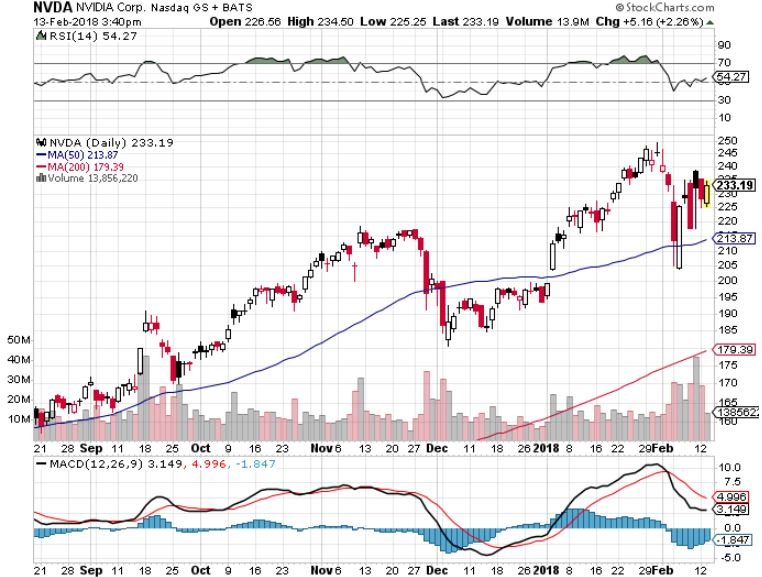 NVDA NVIDIA Corp. Nasdaq GS + BATS © StockCharts.com
13-Feb-2018 3:40pm Open 226.56 High 234.50 Low 225.25 Last 233.19 Volume 13.9M Chg +5.16 (+2.26%)
RSI(14) 54.27
90
70
54.27
30
10
NVDA (Daily) 233.19
MA(50) 213.87
MA(200) 179.39
Volume 13,856,220
250
245
240
235
233.19
225
220
213.87
210
205
200
195
190
185
179.39
175
170
165
1385622
160
50M
40M
30M
20M
10M
21 28 Sep 11 18 25 Oct 9 16 23 Nov 6 13 20 27 Dec 11 18 26 2018 8 16 22 29 Feb 12
MACD(12,26,9) 3.149, 4.996, -1.847
10.0
7.5
4.996
3.149
0.0
-1.847
-5.0
21 28 Sep 11 18 25 Oct 9 16 23 Nov 6 13 20 27 Dec 11 18 26 2018 8 16 22 29 Feb 12